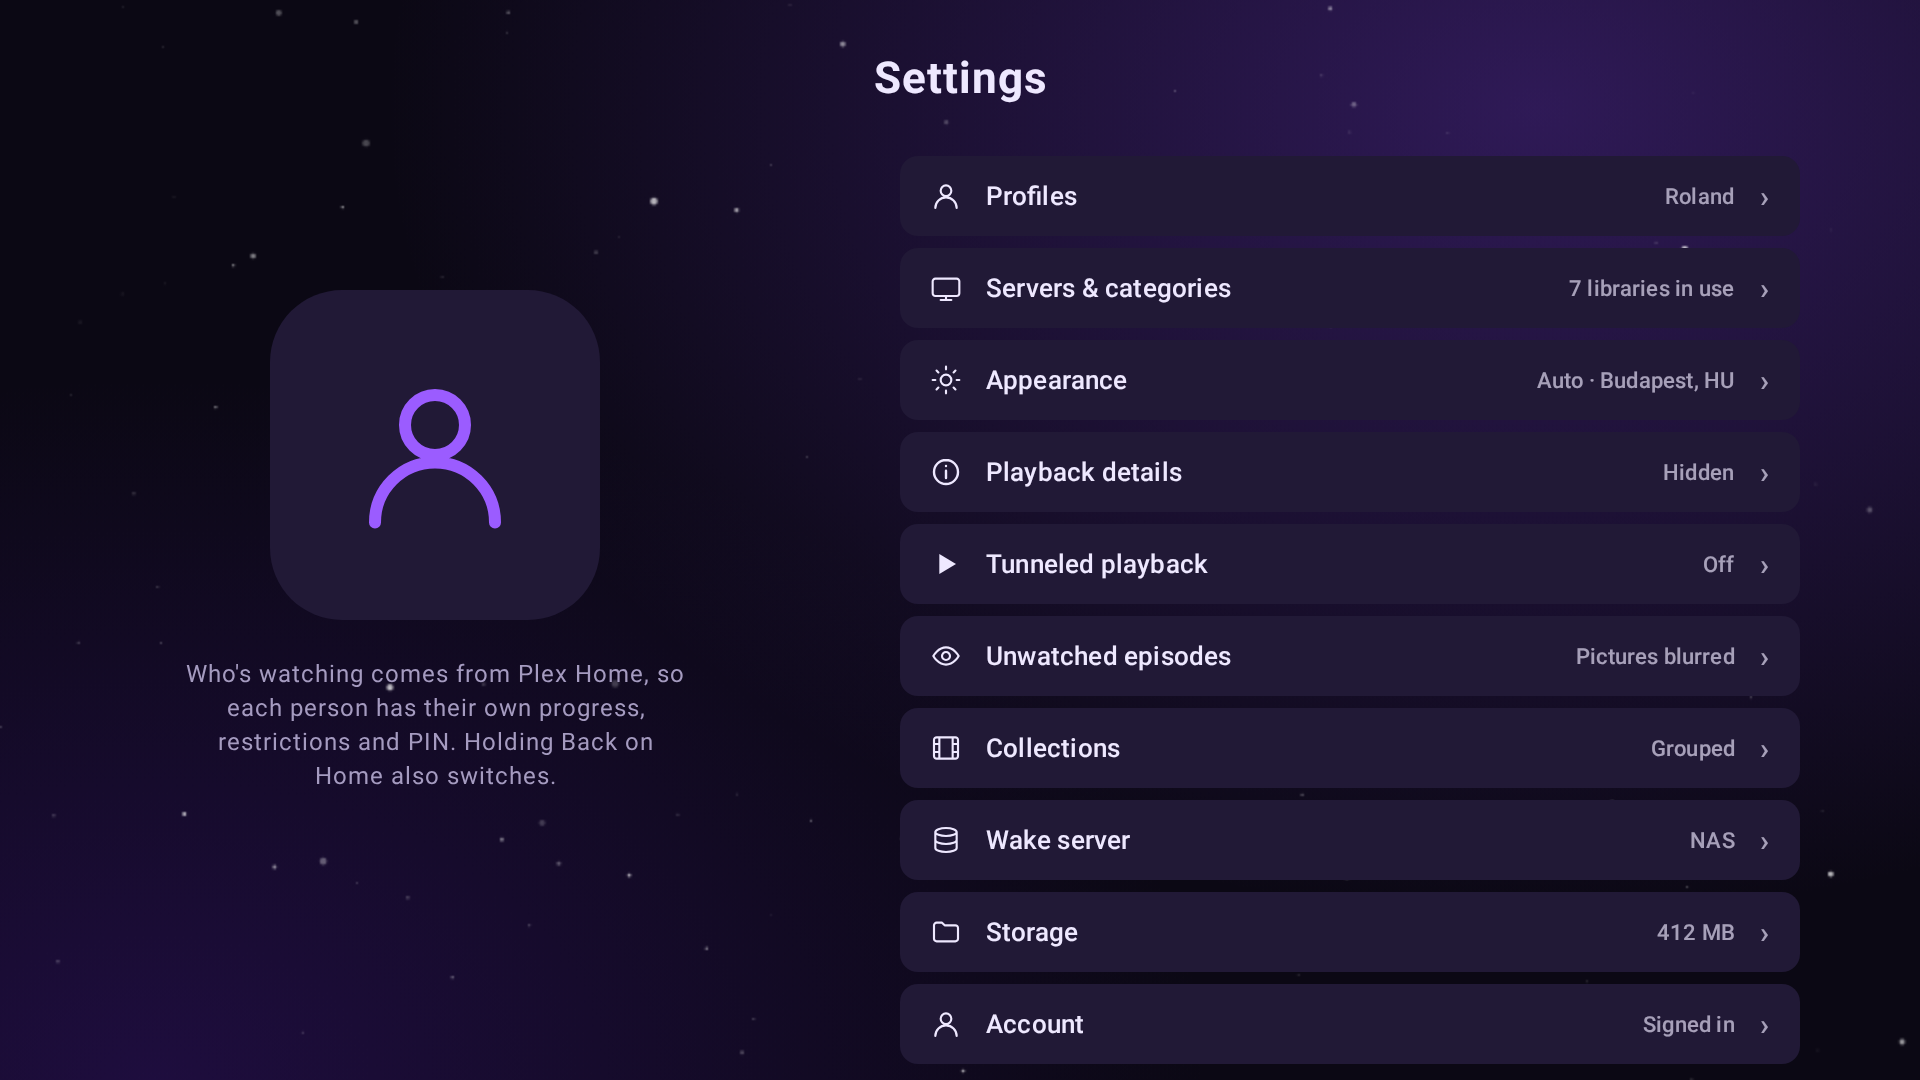 Settings
Profiles Roland ›
Servers & categories 7 libraries in use ›
Appearance Auto · Budapest, HU ›
Playback details Hidden ›
Tunneled playback Off ›
Unwatched episodes Pictures blurred ›
Collections Grouped ›
Wake server NAS ›
Storage 412 MB ›
Account Signed in ›
Who's watching comes from Plex Home, so
each person has their own progress,
restrictions and PIN. Holding Back on
Home also switches.